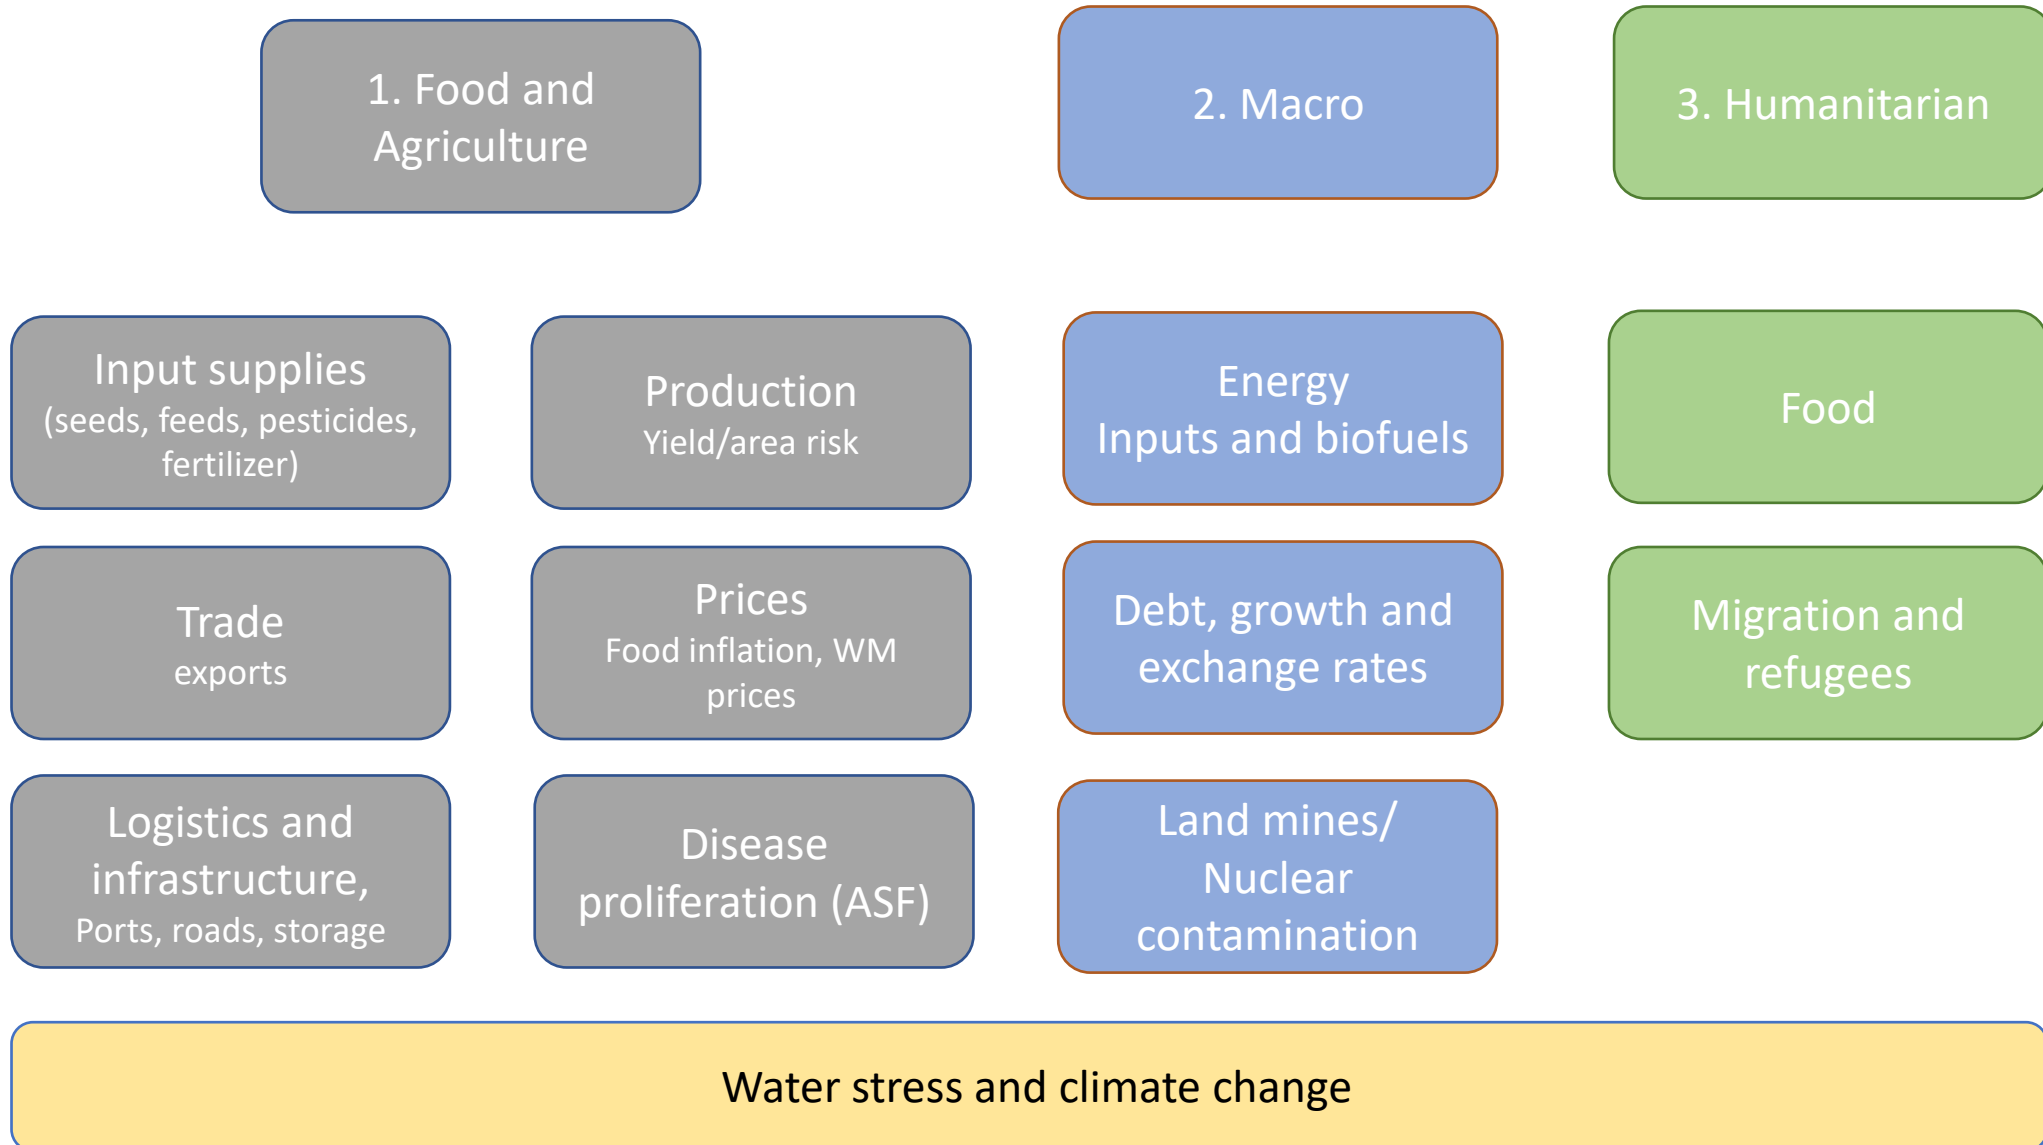 1. Food and
Agriculture
2. Macro
3. Humanitarian
Input supplies
(seeds, feeds, pesticides,
fertilizer)
Production
Yield/area risk
Energy
Inputs and biofuels
Food
Trade
exports
Prices
Food inflation, WM
prices
Debt, growth and
exchange rates
Migration and
refugees
Logistics and
infrastructure,
Ports, roads, storage
Disease
proliferation (ASF)
Land mines/
Nuclear
contamination
Water stress and climate change